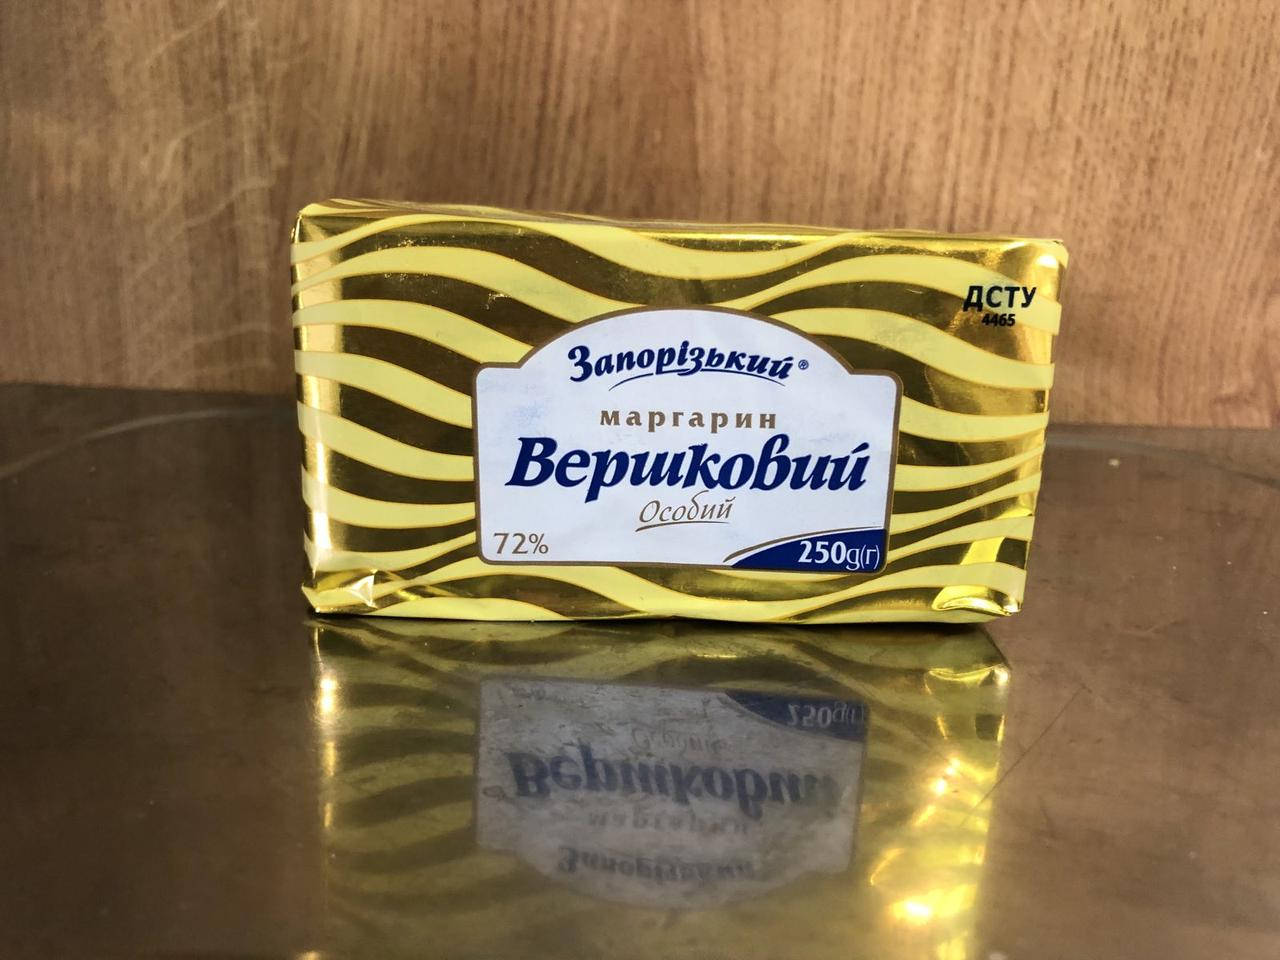 ДСТУ
4465
Запорізький®
маргарин
Вершковий
Особий
72%
250g(г)